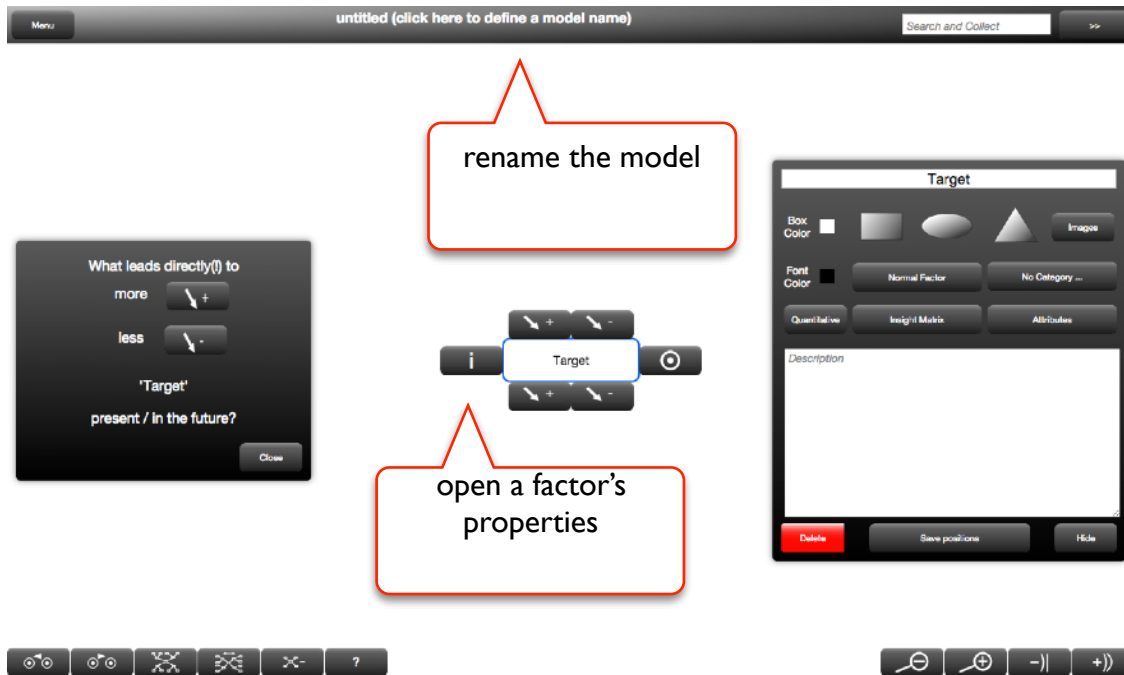 Menu
untitled (click here to define a model name)
Search and Collect
>>
rename the model
Target
Box
Color
Images
Font
Color
Normal Factor
No Category ...
Quantitative
Insight Matrix
Attributes
Description
Delete
Save positions
Hide
What leads directly(!) to
more
+
less
-
'Target'
present / in the future?
Close
+
-
i
Target
+
-
open a factor’s
properties
-
?
-)|
+))